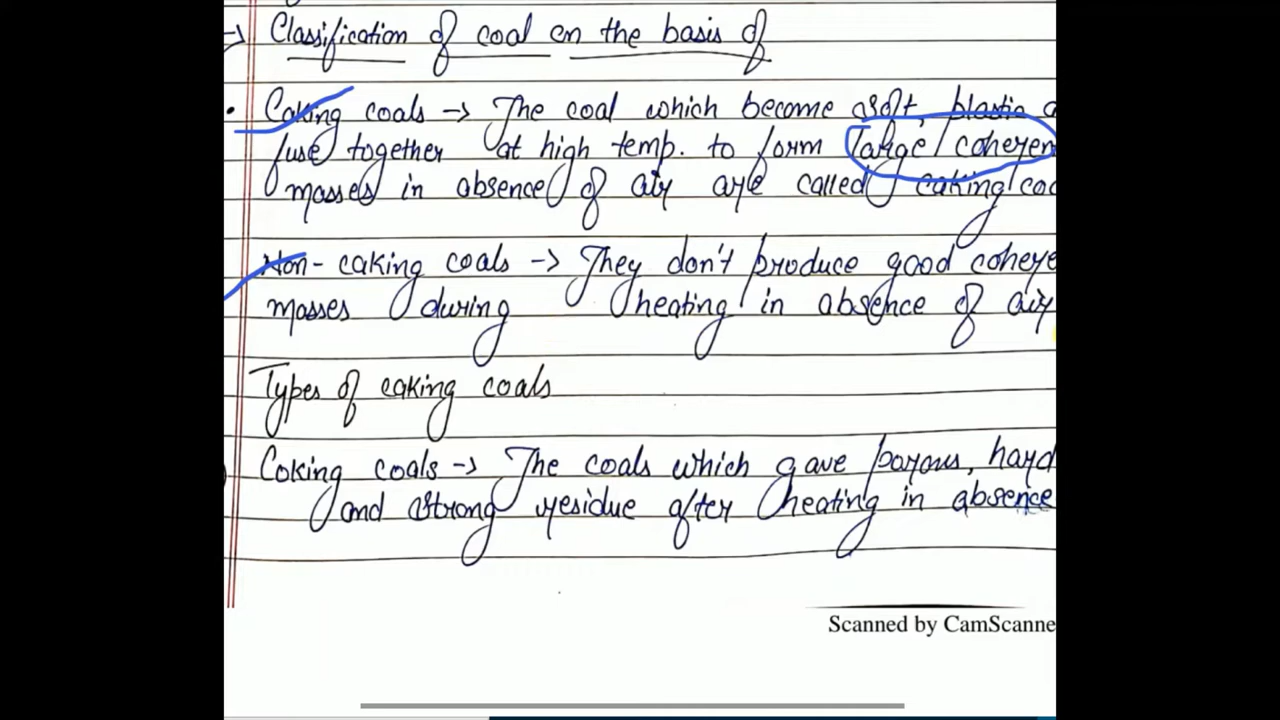 → Classification of coal on the basis of
• Caking coals → The coal which become soft, plastic
fuse together at high temp. to form large coheren
masses in absence of air are called caking coa
Non-caking coals → They don't produce good cohere
masses during heating in absence of air
Types of caking coals
Coking coals → The coals which gave porous, hard
and strong residue after heating in absence
Scanned by CamScanne